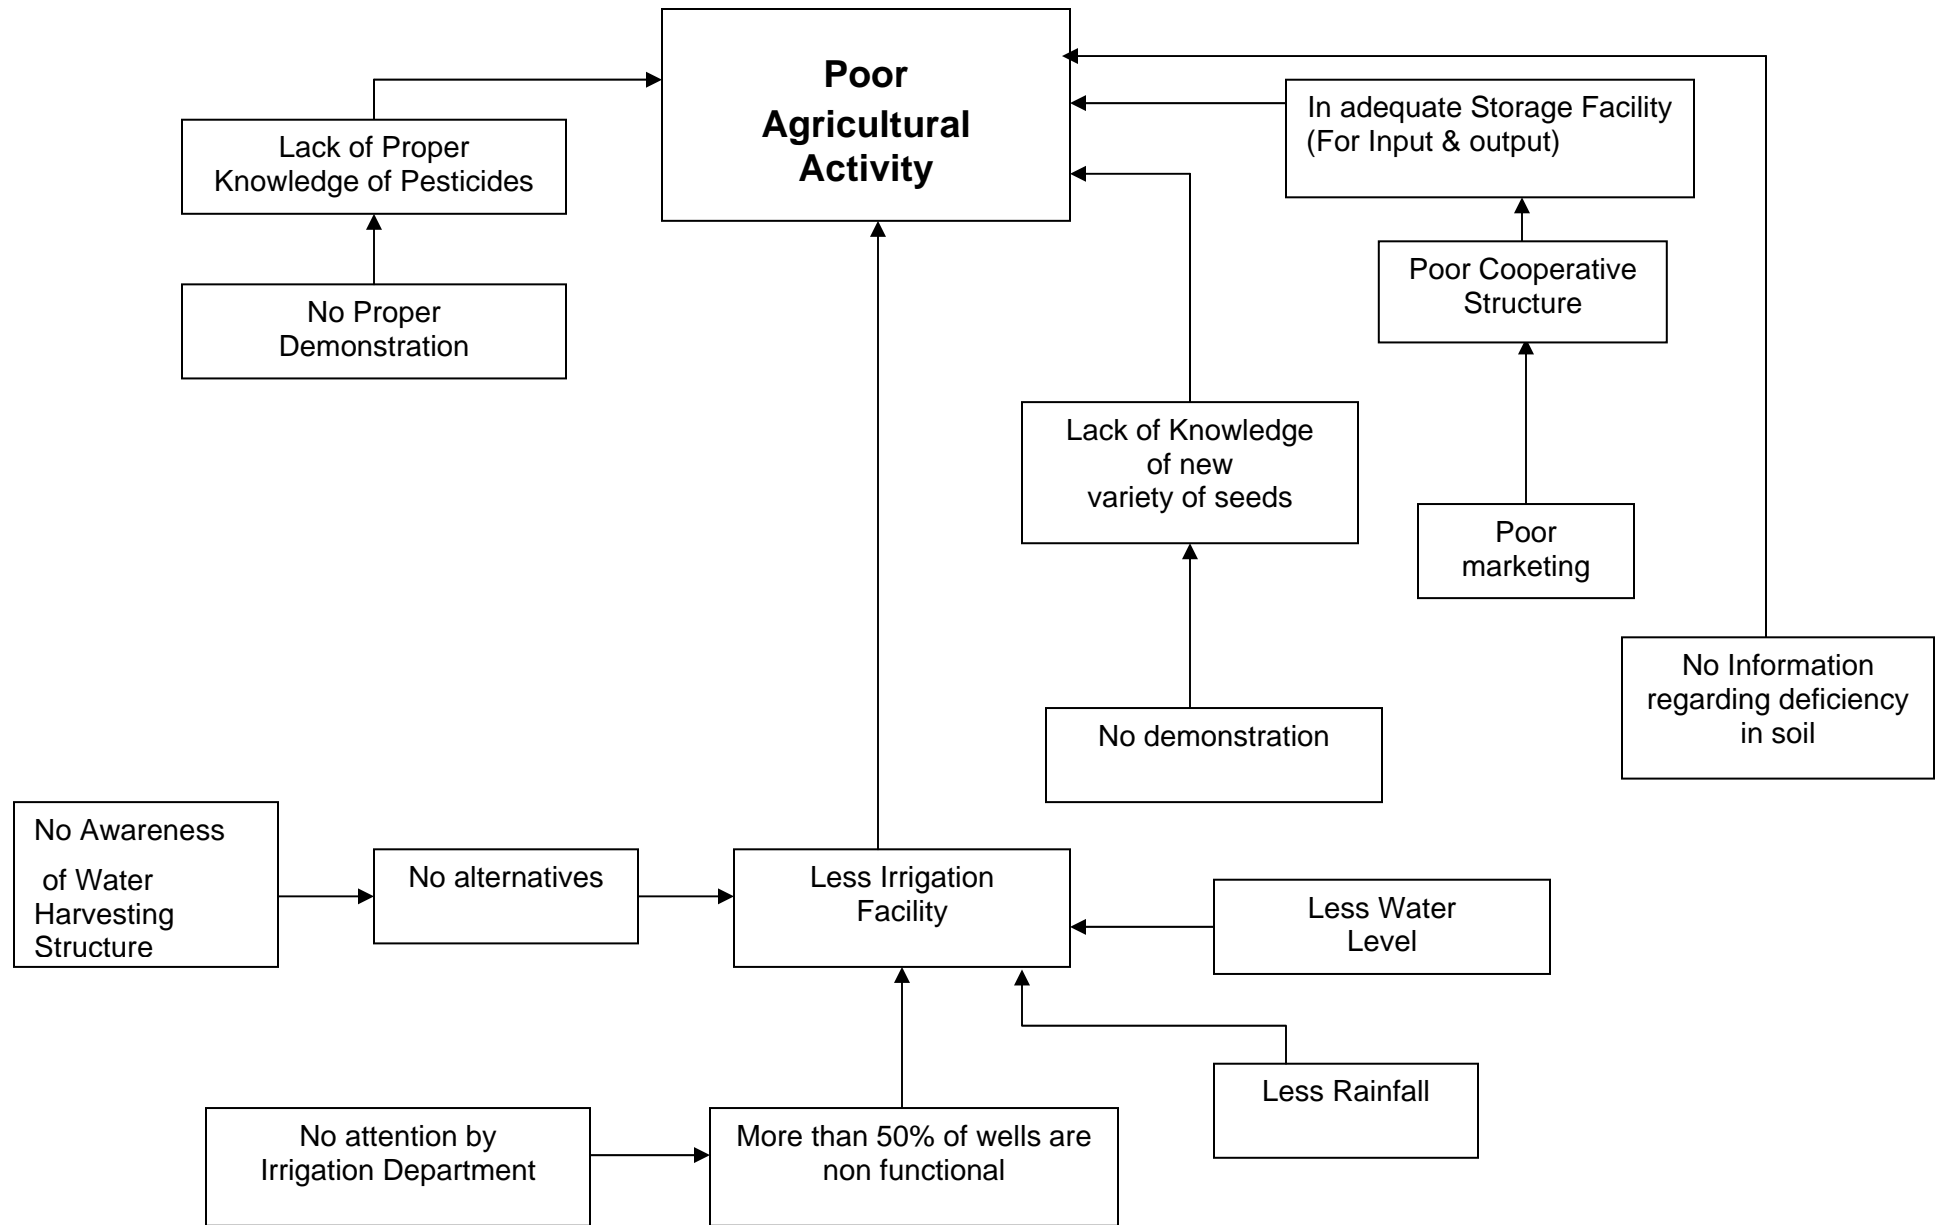 Poor
Agricultural
Activity
In adequate Storage Facility
(For Input & output)
Lack of Proper
Knowledge of Pesticides
Poor Cooperative
Structure
No Proper
Demonstration
Lack of Knowledge
of new
variety of seeds
Poor
marketing
No Information
regarding deficiency
in soil
No demonstration
No Awareness
of Water
Harvesting
Structure
No alternatives
Less Irrigation
Facility
Less Water
Level
Less Rainfall
No attention by
Irrigation Department
More than 50% of wells are
non functional